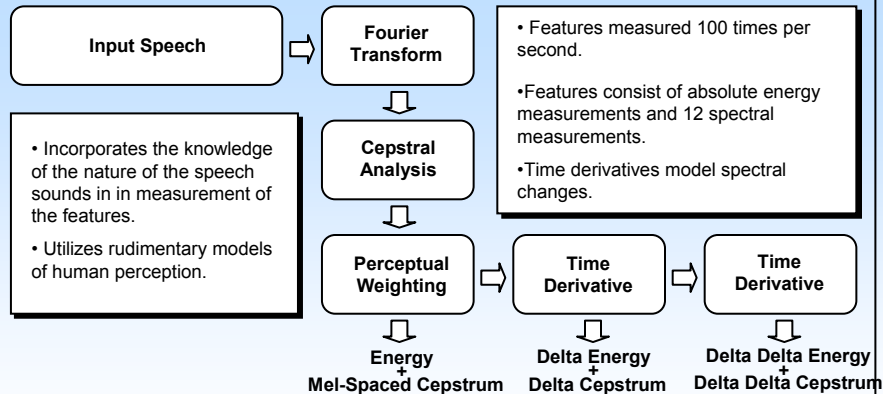 Input Speech
Fourier
Transform
• Features measured 100 times per
second.
•Features consist of absolute energy
measurements and 12 spectral
measurements.
•Time derivatives model spectral
changes.
• Incorporates the knowledge
of the nature of the speech
sounds in in measurement of
the features.
• Utilizes rudimentary models
of human perception.
Cepstral
Analysis
Perceptual
Weighting
Time
Derivative
Time
Derivative
Energy
+
Mel-Spaced Cepstrum
Delta Energy
+
Delta Cepstrum
Delta Delta Energy
+
Delta Delta Cepstrum